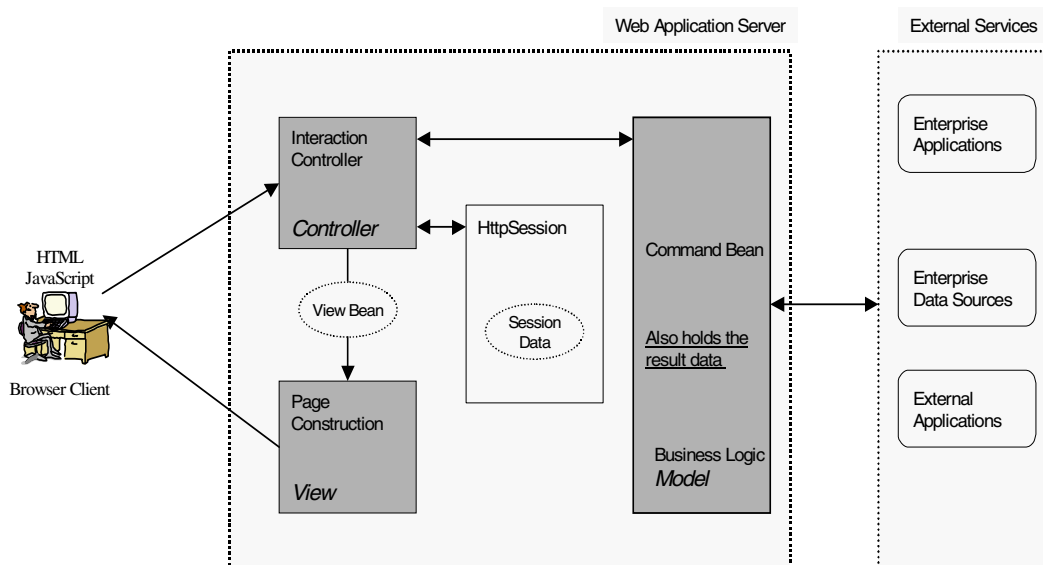 Web Application Server
External Services
Interaction
Controller
Controller
HttpSession
Session
Data
View Bean
Page
Construction
View
Command Bean
Also holds the
result data
Business Logic
Model
Enterprise
Applications
Enterprise
Data Sources
External
Applications
HTML
JavaScript
Browser Client